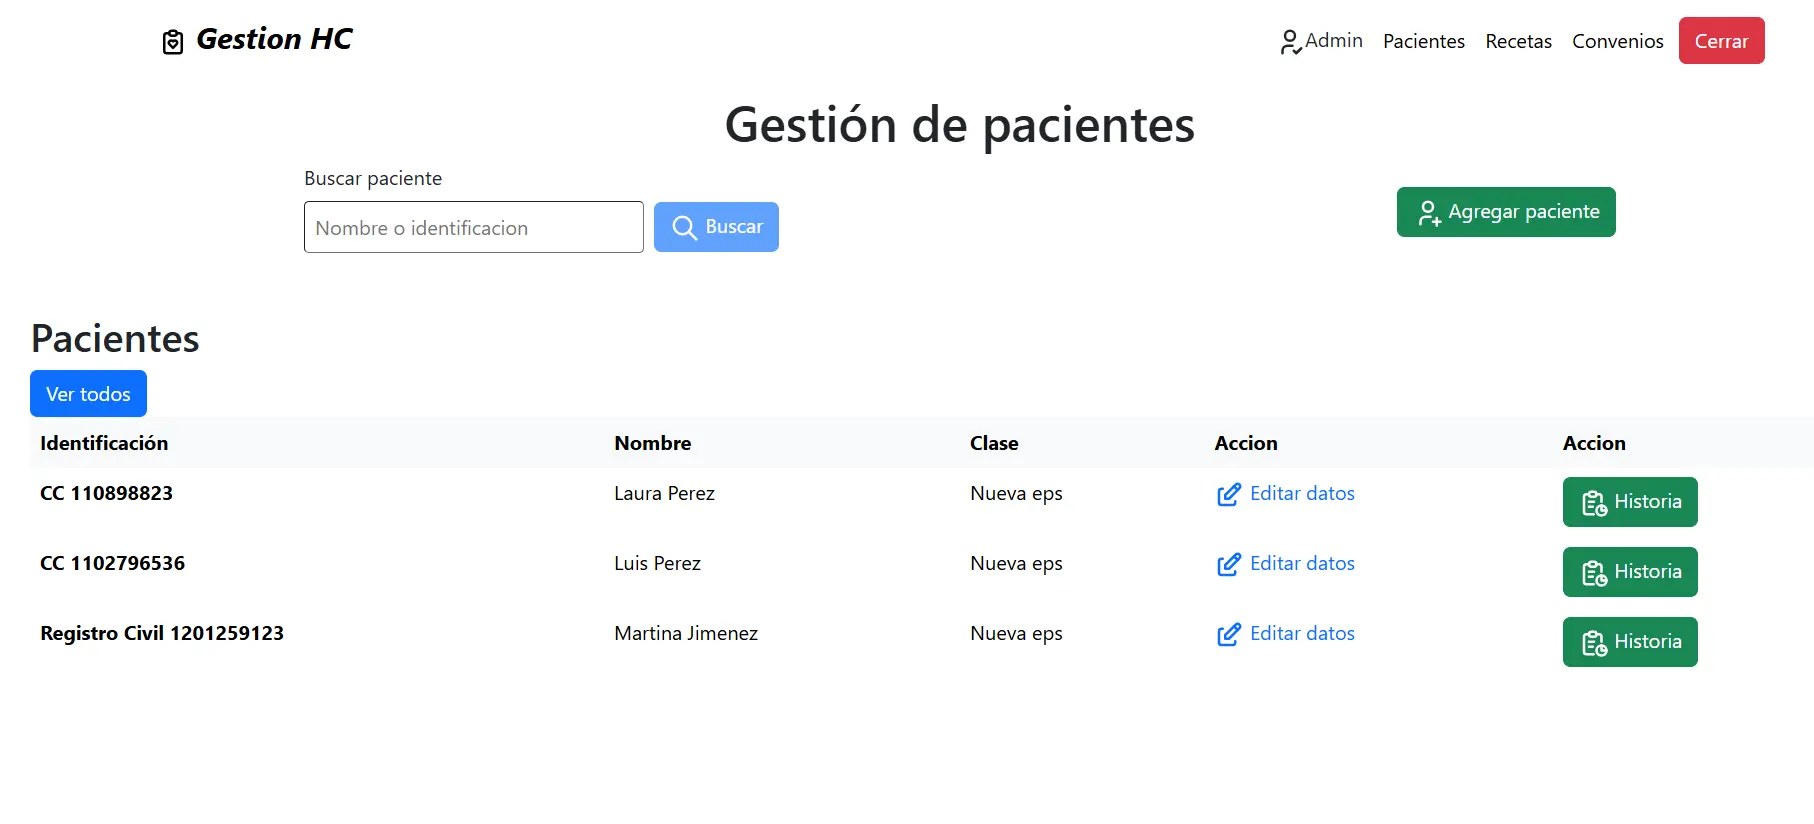 Gestion HC
Admin Pacientes Recetas Convenios Cerrar
Gestión de pacientes
Buscar paciente
Nombre o identificacion Buscar
Agregar paciente
Pacientes
Ver todos
Identificación Nombre Clase Accion Accion
CC 110898823 Laura Perez Nueva eps Editar datos Historia
CC 1102796536 Luis Perez Nueva eps Editar datos Historia
Registro Civil 1201259123 Martina Jimenez Nueva eps Editar datos Historia